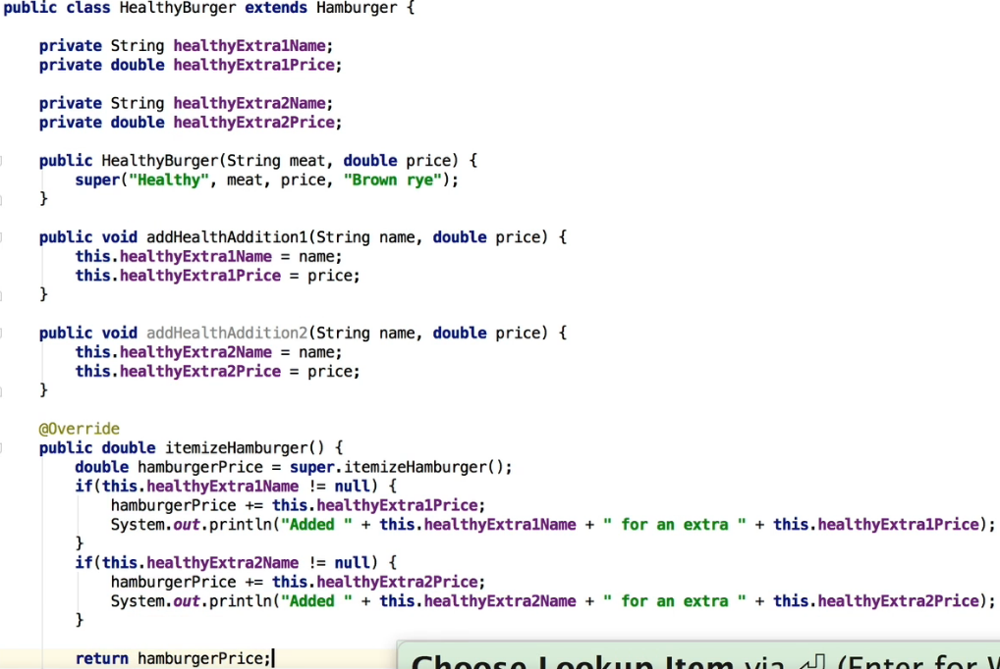 public class HealthyBurger extends Hamburger {
private String healthyExtra1Name;
private double healthyExtra1Price;
private String healthyExtra2Name;
private double healthyExtra2Price;
public HealthyBurger(String meat, double price) {
super("Healthy", meat, price, "Brown rye");
}
public void addHealthAddition1(String name, double price) {
this.healthyExtra1Name = name;
this.healthyExtra1Price = price;
}
public void addHealthAddition2(String name, double price) {
this.healthyExtra2Name = name;
this.healthyExtra2Price = price;
}
@Override
public double itemizeHamburger() {
double hamburgerPrice = super.itemizeHamburger();
if(this.healthyExtra1Name != null) {
hamburgerPrice += this.healthyExtra1Price;
System.out.println("Added " + this.healthyExtra1Name + " for an extra " + this.healthyExtra1Price);
}
if(this.healthyExtra2Name != null) {
hamburgerPrice += this.healthyExtra2Price;
System.out.println("Added " + this.healthyExtra2Name + " for an extra " + this.healthyExtra2Price);
}
return hamburgerPrice;
Choose Lookup Item via ⏎ (Enter for